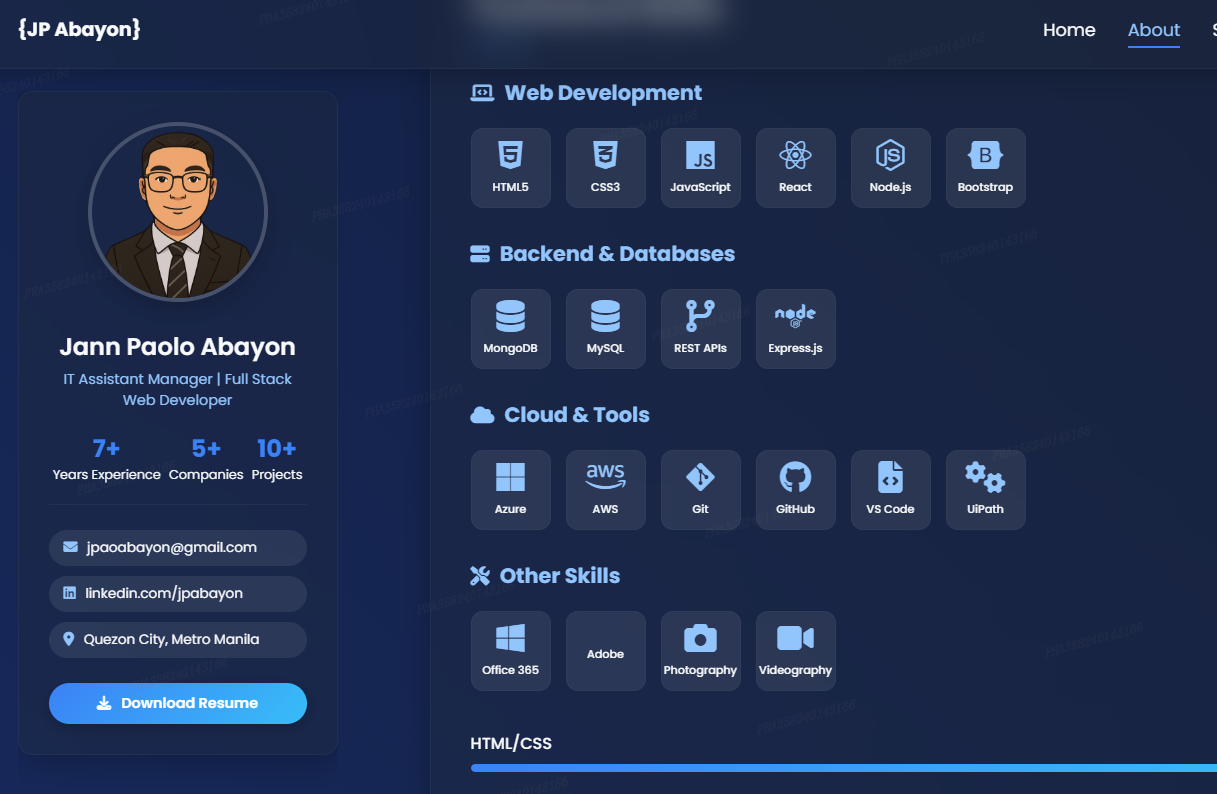 {JP Abayon}
Home About
Jann Paolo Abayon
IT Assistant Manager | Full Stack
Web Developer
7+ 5+ 10+
Years Experience Companies Projects
jpaoabayon@gmail.com
linkedin.com/jpabayon
Quezon City, Metro Manila
Download Resume
Web Development
HTML5 CSS3 JavaScript React Node.js Bootstrap
Backend & Databases
MongoDB MySQL REST APIs Express.js
Cloud & Tools
Azure AWS Git GitHub VS Code UiPath
Other Skills
Office 365 Adobe Photography Videography
HTML/CSS